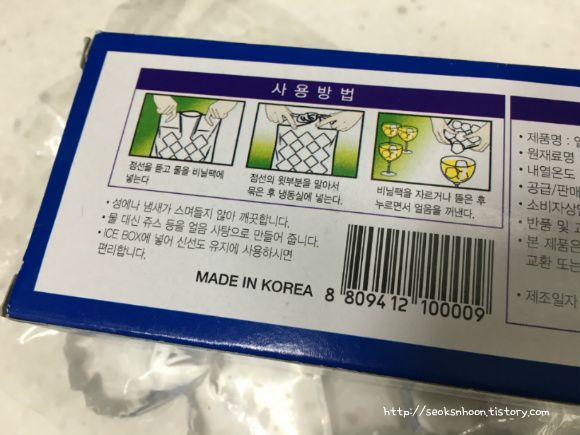 사용방법
점선을 뜯고 물을 비닐팩에
넣는다
점선의 윗부분을 말아서
묶은 후 냉동실에 넣는다.
비닐팩을 자르거나 뜯은 후
누르면서 얼음을 꺼낸다.
• 성에나 냄새가 스며들지 않아 깨끗합니다.
• 물 대신 쥬스 등을 얼음 사탕으로 만들어 줍니다.
• ICE BOX에 넣어 신선도 유지에 사용하시면
편리합니다.
MADE IN KOREA
8 809412 100009
• 제품명 :
• 원재료명
• 내열온도
• 공급/판매
• 소비자상담
• 반품 및
• 본 제품은
교환 또는
• 제조일자
http://seoksnhoon.tistory.com